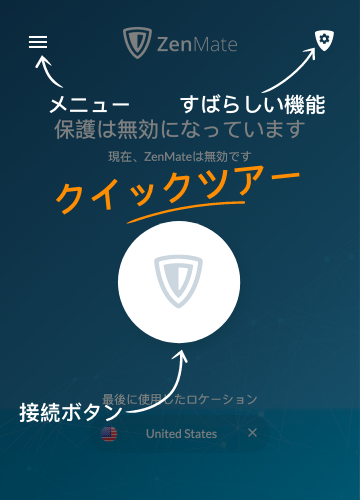 ZenMate
メニュー
すばらしい機能
保護は無効になっています
現在、ZenMateは無効です
クイックツアー
接続ボタン
最後に使用したロケーション
United States